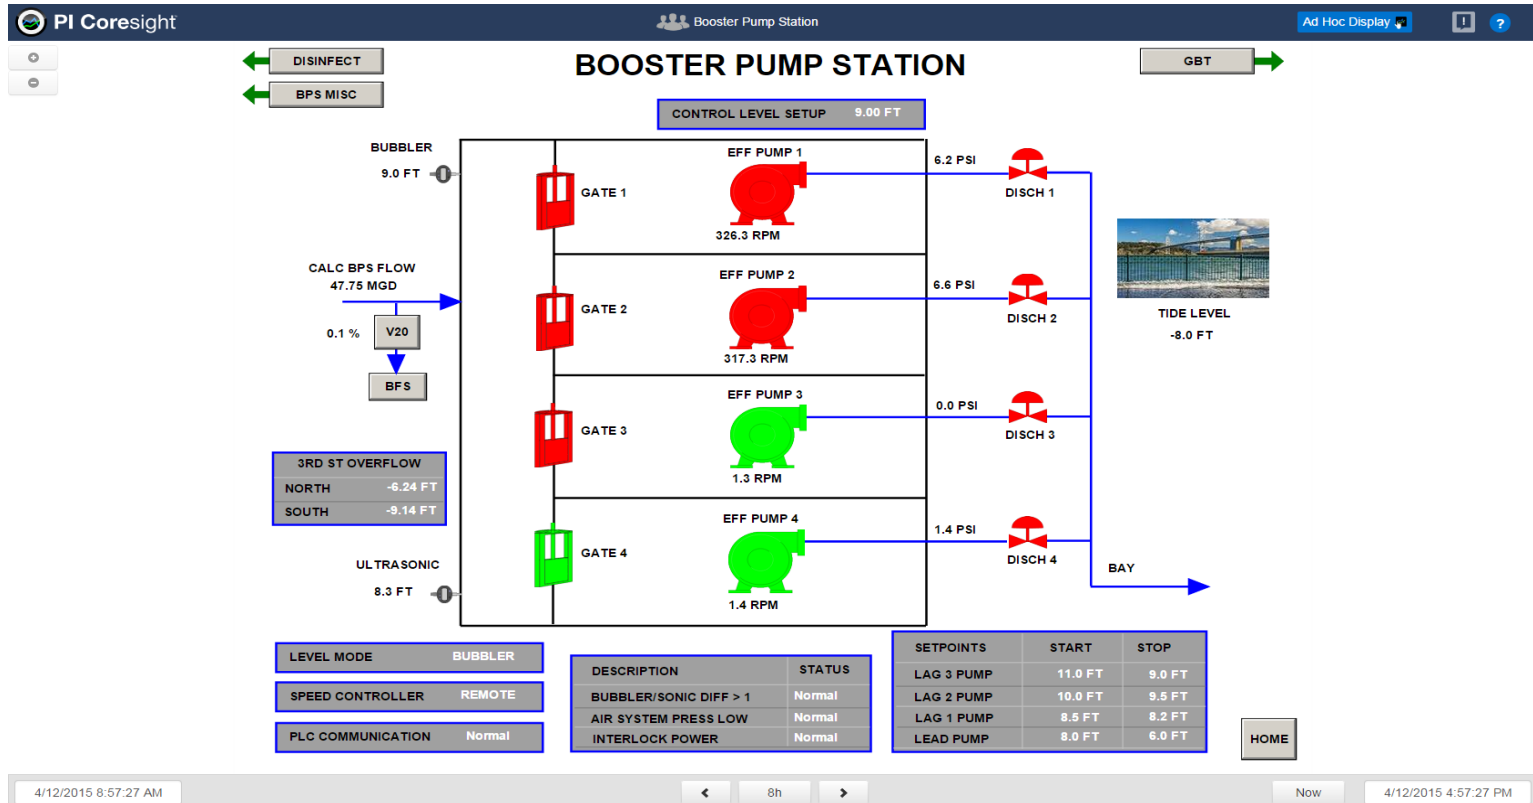 PI Coresight
Booster Pump Station
Ad Hoc Display
DISINFECT
BPS MISC
BOOSTER PUMP STATION
GBT
CONTROL LEVEL SETUP 9.00 FT
BUBBLER
9.0 FT
EFF PUMP 1
6.2 PSI
GATE 1
DISCH 1
326.3 RPM
CALC BPS FLOW
47.75 MGD
EFF PUMP 2
6.6 PSI
GATE 2
DISCH 2
317.3 RPM
TIDE LEVEL
-8.0 FT
0.1 %
V20
BFS
EFF PUMP 3
0.0 PSI
GATE 3
DISCH 3
1.3 RPM
3RD ST OVERFLOW
NORTH -6.24 FT
SOUTH -9.14 FT
EFF PUMP 4
1.4 PSI
GATE 4
DISCH 4
1.4 RPM
BAY
ULTRASONIC
8.3 FT
LEVEL MODE BUBBLER
SPEED CONTROLLER REMOTE
PLC COMMUNICATION Normal
DESCRIPTION STATUS
BUBBLER/SONIC DIFF > 1 Normal
AIR SYSTEM PRESS LOW Normal
INTERLOCK POWER Normal
SETPOINTS START STOP
LAG 3 PUMP 11.0 FT 9.0 FT
LAG 2 PUMP 10.0 FT 9.5 FT
LAG 1 PUMP 8.5 FT 8.2 FT
LEAD PUMP 8.0 FT 6.0 FT
HOME
4/12/2015 8:57:27 AM
8h
Now
4/12/2015 4:57:27 PM